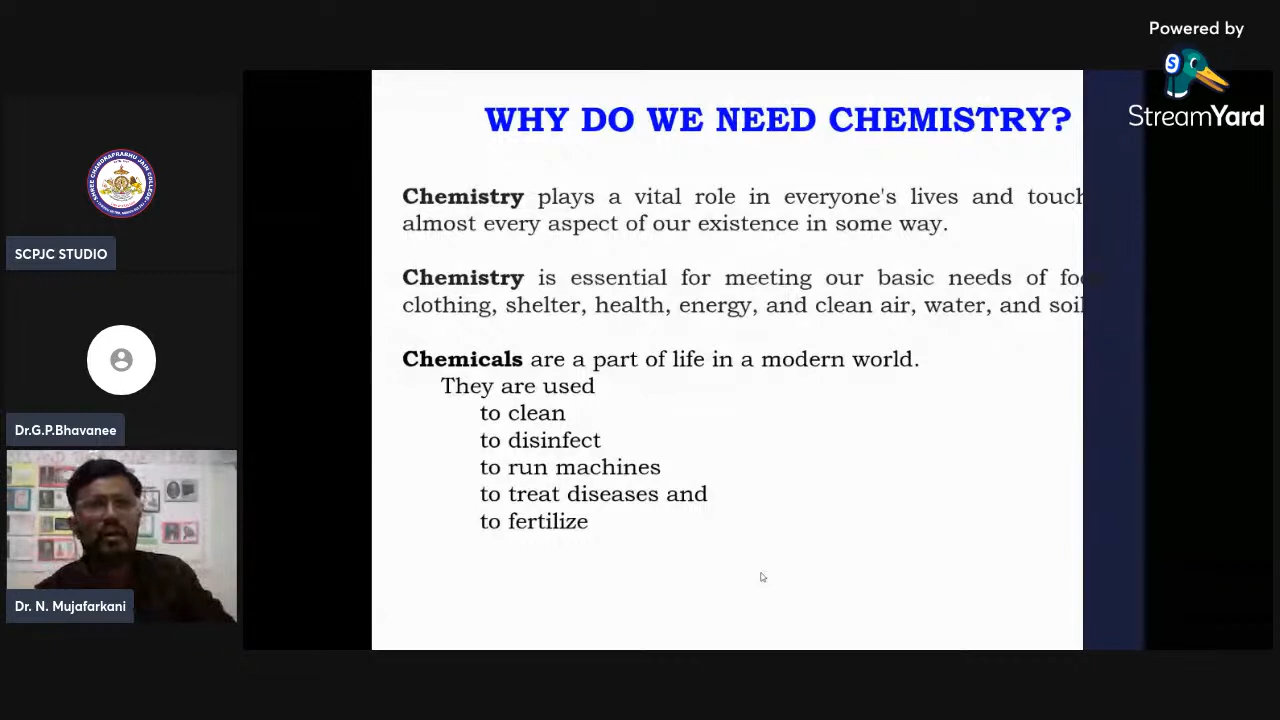 Powered by
StreamYard
SCPJC STUDIO
Dr.G.P.Bhavanee
Dr. N. Mujafarkani
WHY DO WE NEED CHEMISTRY?
Chemistry plays a vital role in everyone's lives and touch
almost every aspect of our existence in some way.
Chemistry is essential for meeting our basic needs of
clothing, shelter, health, energy, and clean air, water, and soil
Chemicals are a part of life in a modern world.
They are used
to clean
to disinfect
to run machines
to treat diseases and
to fertilize